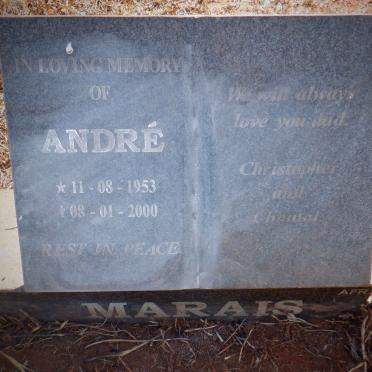 IN LOVING MEMORY
OF
ANDRÉ
★ 11 - 08 - 1953
† 08 - 01 - 2000
REST IN PEACE
We will always
love you dad.
Christopher
and
Chantal
MARAIS
AFR